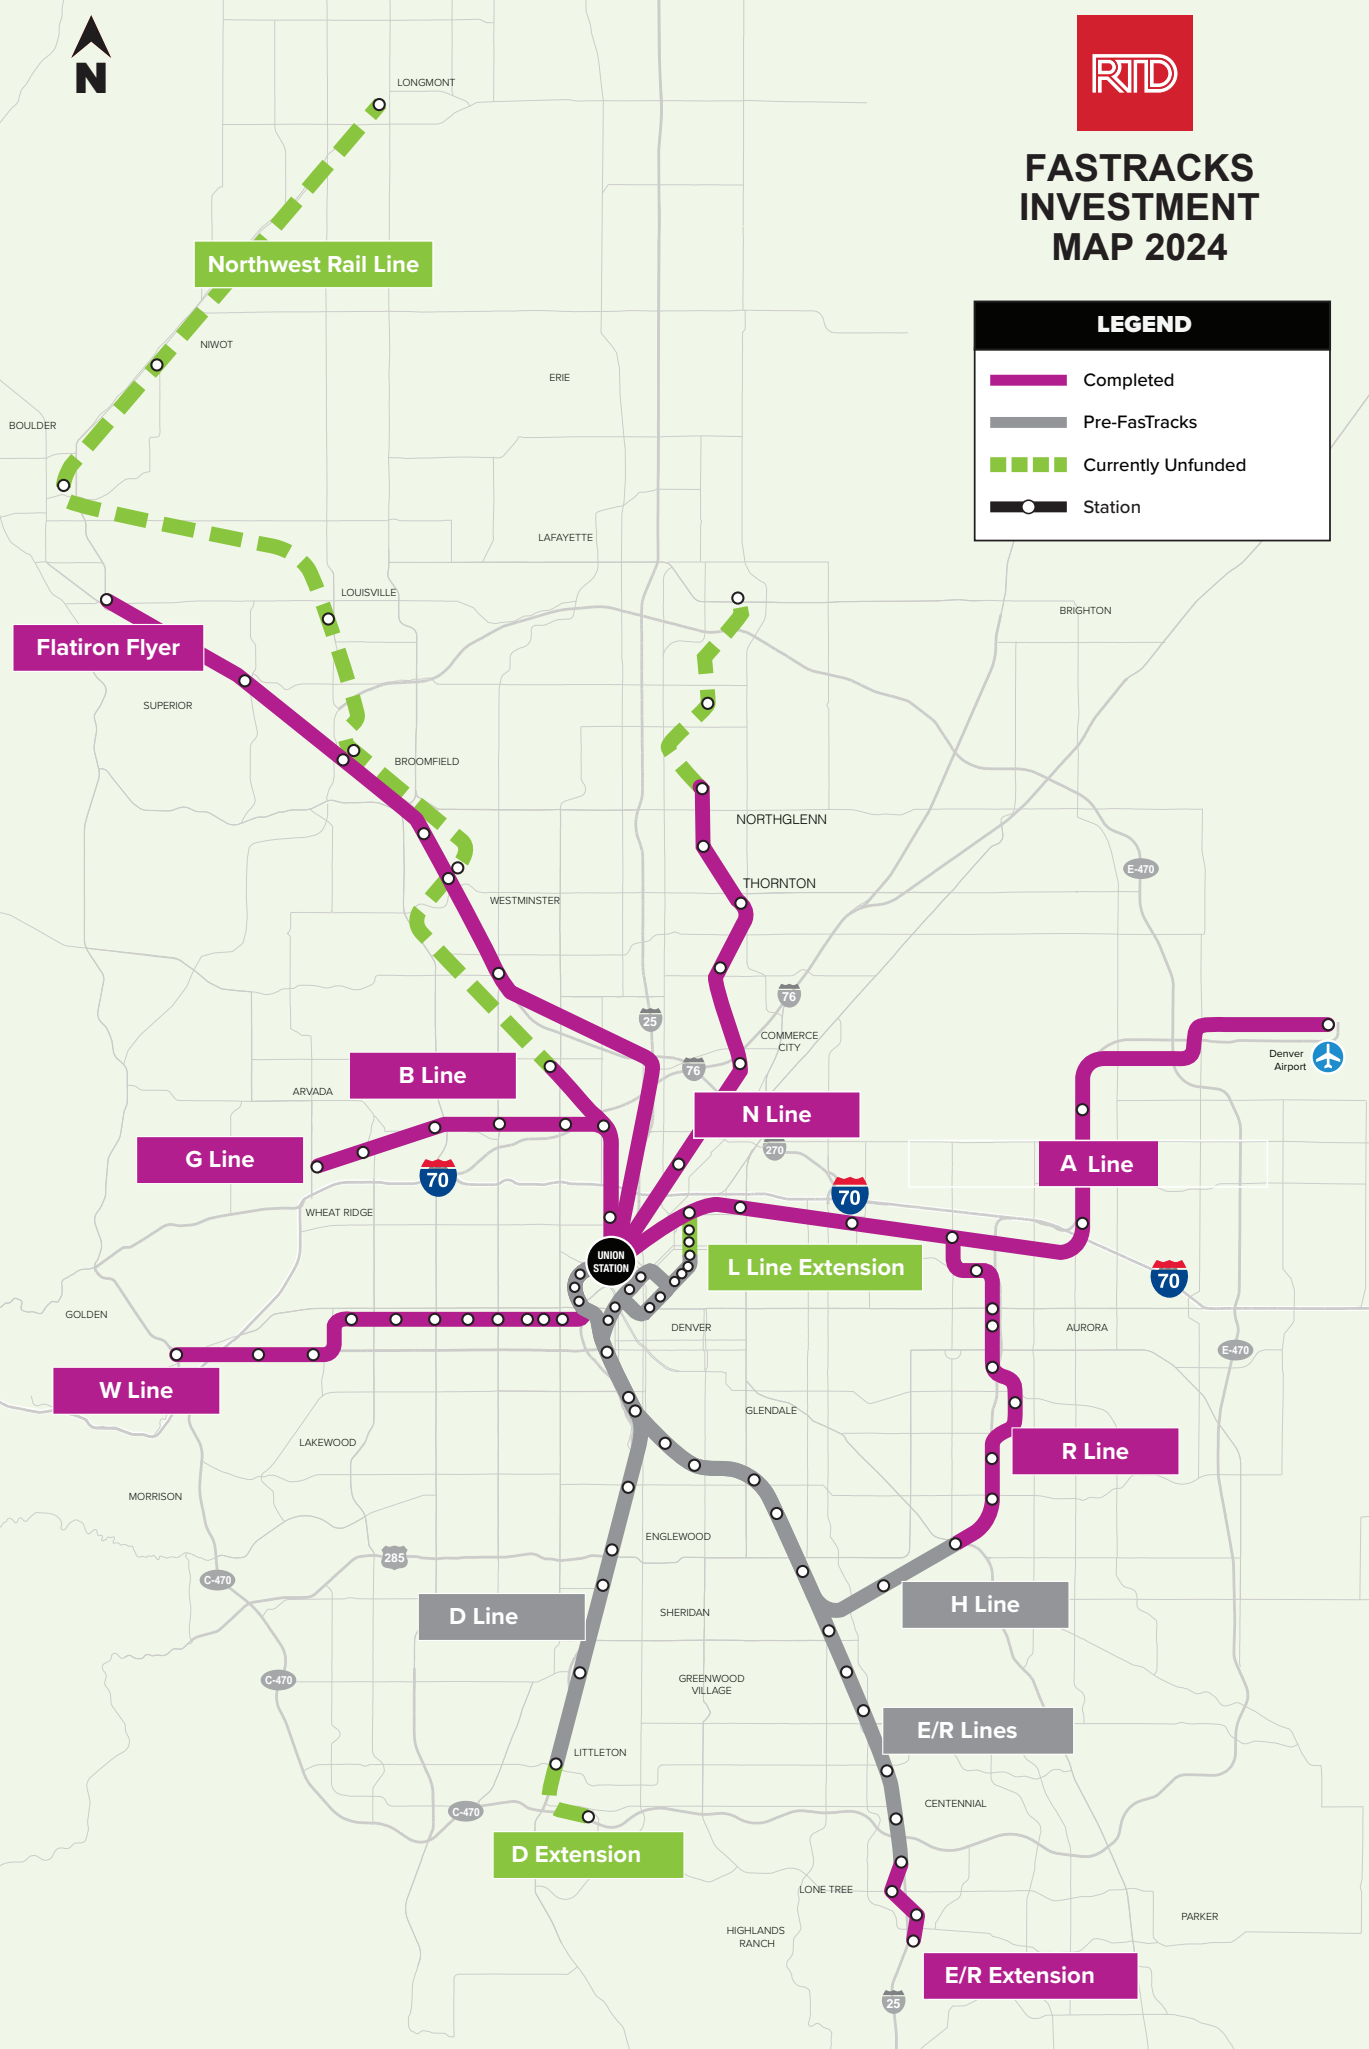 N
LONGMONT
RTD
FASTRACKS
INVESTMENT
MAP 2024
Northwest Rail Line
LEGEND
Completed
Pre-FasTracks
Currently Unfunded
Station
NIWOT
ERIE
BOULDER
LAFAYETTE
LOUISVILLE
BRIGHTON
Flatiron Flyer
SUPERIOR
BROOMFIELD
NORTHGLENN
E-470
THORNTON
WESTMINSTER
76
25
COMMERCE
CITY
Denver
Airport
76
B Line
ARVADA
N Line
270
G Line
70
A Line
70
WHEAT RIDGE
UNION
STATION
L Line Extension
70
GOLDEN
DENVER
AURORA
E-470
W Line
GLENDALE
LAKEWOOD
R Line
MORRISON
ENGLEWOOD
285
C-470
D Line
SHERIDAN
H Line
C-470
GREENWOOD
VILLAGE
E/R Lines
LITTLETON
CENTENNIAL
C-470
D Extension
LONE TREE
HIGHLANDS
RANCH
PARKER
E/R Extension
25